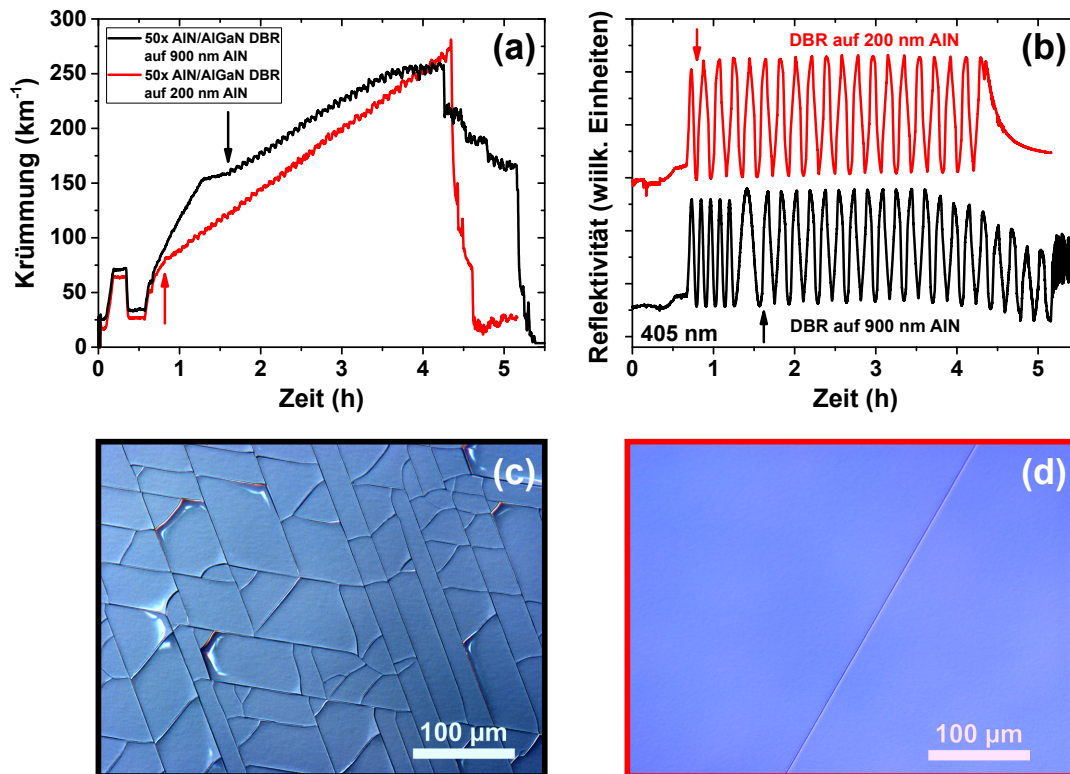 (a)
50x AlN/AlGaN DBR
auf 900 nm AlN
50x AlN/AlGaN DBR
auf 200 nm AlN
Krümmung (km⁻¹)
300
250
200
150
100
50
0
0 1 2 3 4 5
Zeit (h)
(b)
DBR auf 200 nm AlN
Reflektivität (willk. Einheiten)
DBR auf 900 nm AlN
405 nm
0 1 2 3 4 5
Zeit (h)
(c)
100 µm
(d)
100 µm